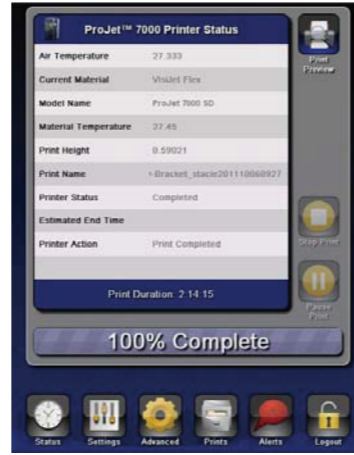 ProJet™ 7000 Printer Status
Air Temperature 27.333
Current Material VisiJet Flex
Model Name ProJet 7000 SD
Material Temperature 27.45
Print Height 0.59021
Print Name -Bracket_stacie201110060927
Printer Status Completed
Estimated End Time
Printer Action Print Completed
Print Duration: 2:14:15
Print
Preview
Stop Print
Pause
Print
100% Complete
Status Settings Advanced Prints Alerts Logout